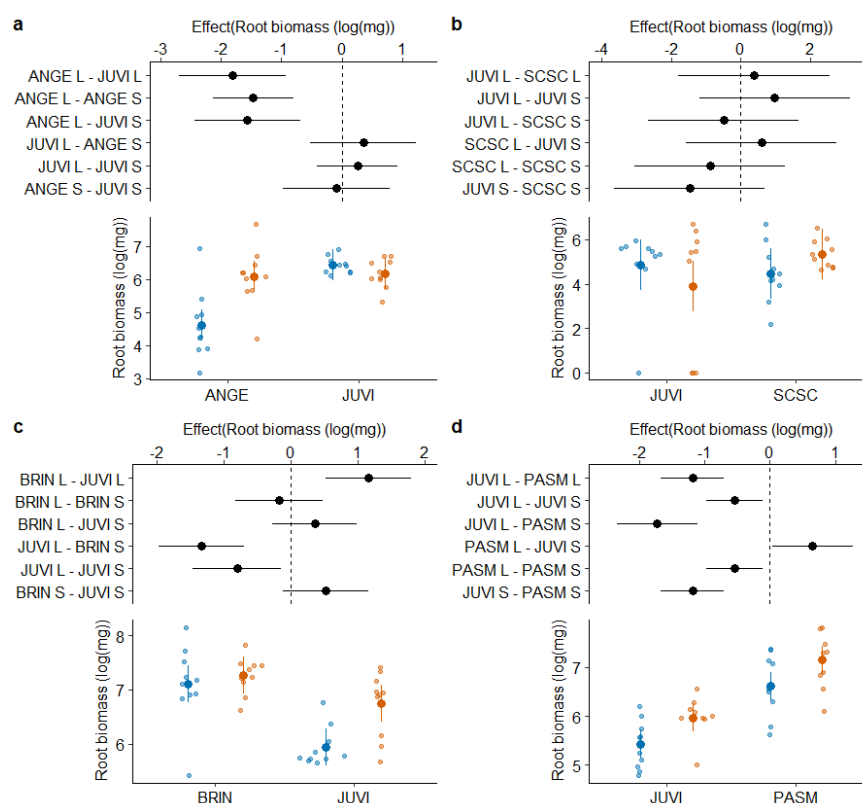 a
Effect(Root biomass (log(mg))
-3 -2 -1 0 1
ANGE L - JUVI L
ANGE L - ANGE S
ANGE L - JUVI S
JUVI L - ANGE S
JUVI L - JUVI S
ANGE S - JUVI S
Root biomass (log(mg))
7
6
5
4
3
ANGE JUVI
b
Effect(Root biomass (log(mg))
-4 -2 0 2
JUVI L - SCSC L
JUVI L - JUVI S
JUVI L - SCSC S
SCSC L - JUVI S
SCSC L - SCSC S
JUVI S - SCSC S
Root biomass (log(mg))
6
4
2
0
JUVI SCSC
c
Effect(Root biomass (log(mg))
-2 -1 0 1 2
BRIN L - JUVI L
BRIN L - BRIN S
BRIN L - JUVI S
JUVI L - BRIN S
JUVI L - JUVI S
BRIN S - JUVI S
Root biomass (log(mg))
8
7
6
BRIN JUVI
d
Effect(Root biomass (log(mg))
-2 -1 0 1
JUVI L - PASM L
JUVI L - JUVI S
JUVI L - PASM S
PASM L - JUVI S
PASM L - PASM S
JUVI S - PASM S
Root biomass (log(mg))
7
6
5
JUVI PASM